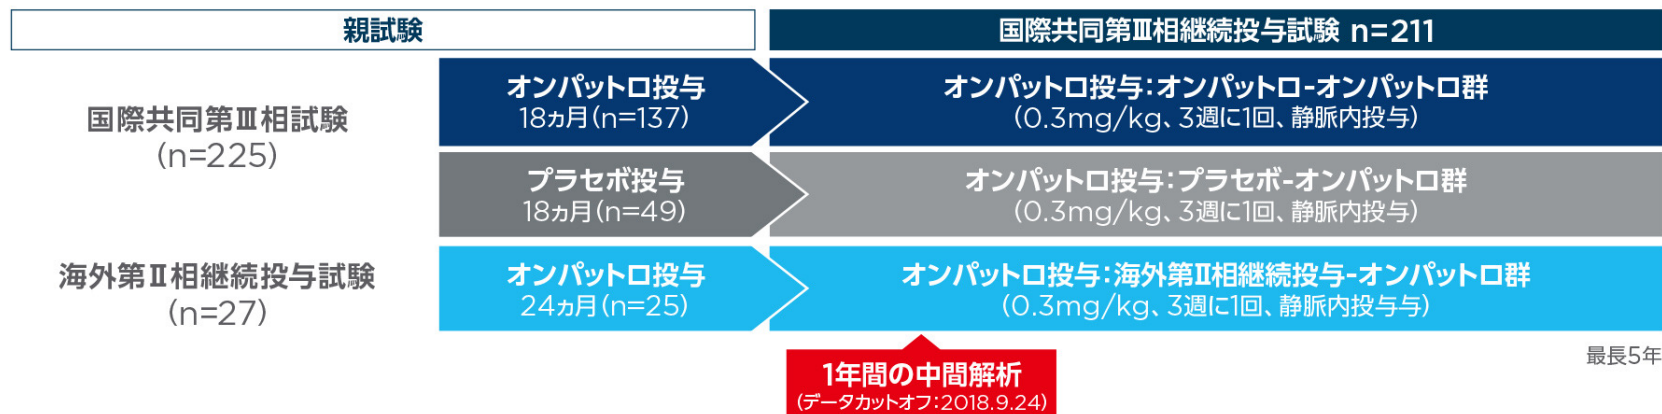 親試験
国際共同第Ⅲ相継続投与試験 n=211
国際共同第Ⅲ相試験
(n=225)
オンパットロ投与
18ヵ月(n=137)
オンパットロ投与:オンパットロ-オンパットロ群
(0.3mg/kg、3週に1回、静脈内投与)
プラセボ投与
18ヵ月(n=49)
オンパットロ投与:プラセボ-オンパットロ群
(0.3mg/kg、3週に1回、静脈内投与)
海外第Ⅱ相継続投与試験
(n=27)
オンパットロ投与
24ヵ月(n=25)
オンパットロ投与:海外第Ⅱ相継続投与-オンパットロ群
(0.3mg/kg、3週に1回、静脈内投与与)
最長5年
1年間の中間解析
(データカットオフ:2018.9.24)